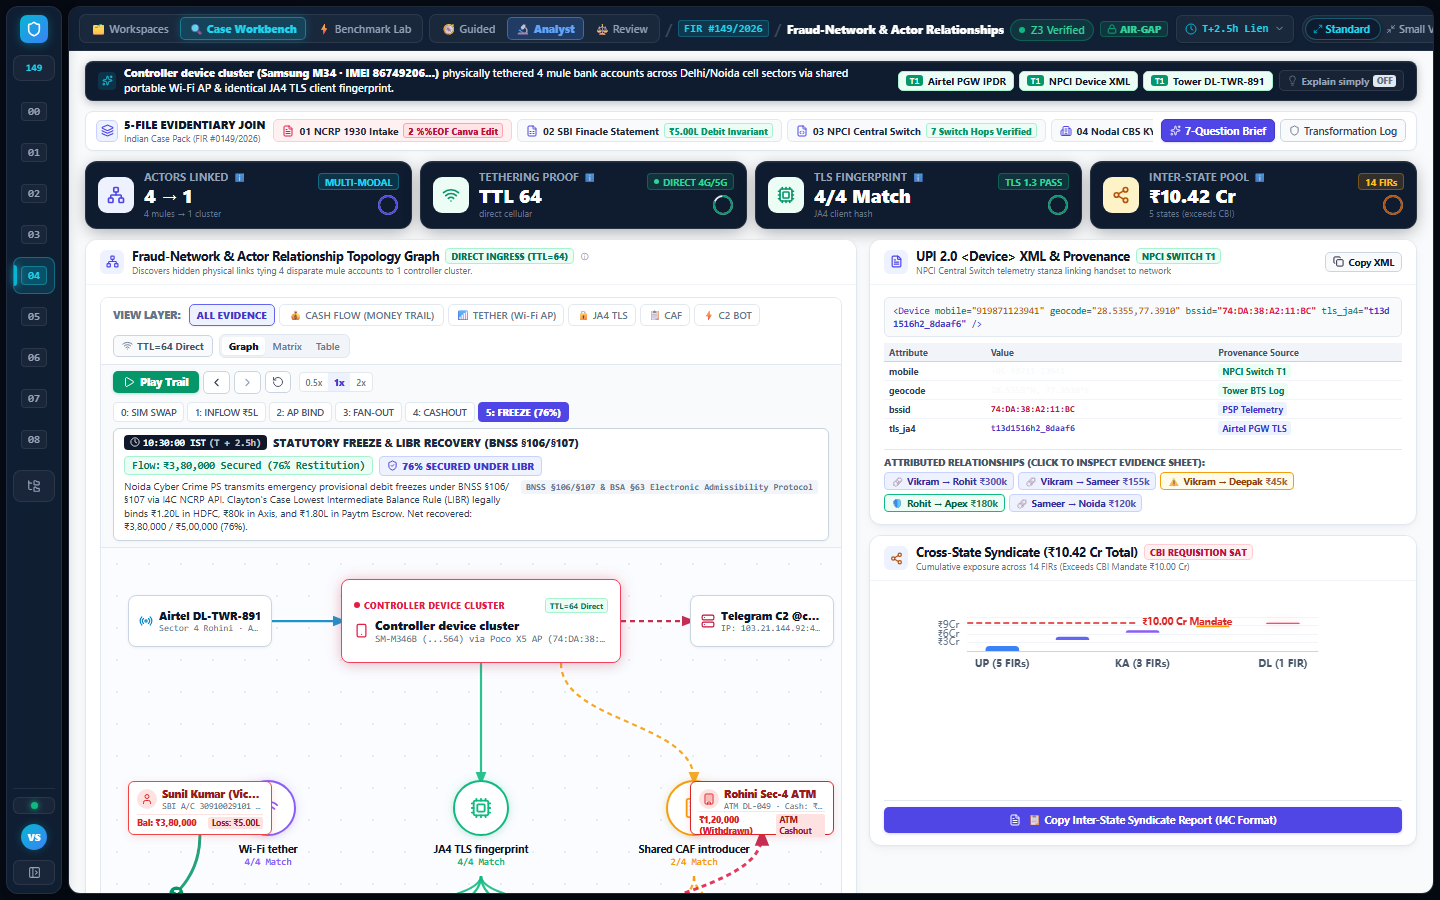 149
00
01
02
03
04
05
06
07
08
VS
Workspaces
Case Workbench
Benchmark Lab
Guided
Analyst
Review
/
FIR #149/2026
/
Fraud-Network & Actor Relationships
Z3 Verified
AIR-GAP
T+2.5h Lien
Standard
Small V
Controller device cluster (Samsung M34 · IMEI 86749206...) physically tethered 4 mule bank accounts across Delhi/Noida cell sectors via shared
portable Wi-Fi AP & identical JA4 TLS client fingerprint.
T1 Airtel PGW IPDR
T1 NPCI Device XML
T1 Tower DL-TWR-891
Explain simply OFF
5-FILE EVIDENTIARY JOIN
Indian Case Pack (FIR #0149/2026)
01 NCRP 1930 Intake 2 %%EOF Canva Edit
02 SBI Finacle Statement ₹5.00L Debit Invariant
03 NPCI Central Switch 7 Switch Hops Verified
04 Nodal CBS KY
7-Question Brief
Transformation Log
ACTORS LINKED
4 → 1
4 mules → 1 cluster
MULTI-MODAL
TETHERING PROOF
TTL 64
direct cellular
DIRECT 4G/5G
TLS FINGERPRINT
4/4 Match
JA4 client hash
TLS 1.3 PASS
INTER-STATE POOL
₹10.42 Cr
5 states (exceeds CBI)
14 FIRs
Fraud-Network & Actor Relationship Topology Graph DIRECT INGRESS (TTL=64)
Discovers hidden physical links tying 4 disparate mule accounts to 1 controller cluster.
VIEW LAYER:
ALL EVIDENCE
CASH FLOW (MONEY TRAIL)
TETHER (Wi-Fi AP)
JA4 TLS
CAF
C2 BOT
TTL=64 Direct
Graph
Matrix
Table
Play Trail
0.5x
1x
2x
0: SIM SWAP
1: INFLOW ₹5L
2: AP BIND
3: FAN-OUT
4: CASHOUT
5: FREEZE (76%)
10:30:00 IST (T + 2.5h) STATUTORY FREEZE & LIBR RECOVERY (BNSS §106/§107)
Flow: ₹3,80,000 Secured (76% Restitution)
76% SECURED UNDER LIBR
Noida Cyber Crime PS transmits emergency provisional debit freezes under BNSS §106/
§107 via I4C NCRP API. Clayton's Case Lowest Intermediate Balance Rule (LIBR) legally
binds ₹1.20L in HDFC, ₹80k in Axis, and ₹1.80L in Paytm Escrow. Net recovered:
₹3,80,000 / ₹5,00,000 (76%).
BNSS §106/§107 & BSA §63 Electronic Admissibility Protocol
Airtel DL-TWR-891
Sector 4 Rohini · A…
CONTROLLER DEVICE CLUSTER
TTL=64 Direct
Controller device cluster
SM-M346B (...564) via Poco X5 AP (74:DA:38:…
Telegram C2 @c...
IP: 103.21.144.92:4…
Sunil Kumar (Vic...
SBI A/C 30910029101 …
Bal: ₹3,80,000 Loss: ₹5.00L
Wi-Fi tether
4/4 Match
JA4 TLS fingerprint
4/4 Match
Rohini Sec-4 ATM
ATM DL-049 · Cash: ₹…
₹1,20,000
(Withdrawn)
ATM
Cashout
Shared CAF introducer
2/4 Match
UPI 2.0 <Device> XML & Provenance NPCI SWITCH T1
NPCI Central Switch telemetry stanza linking handset to network
Copy XML
<Device mobile="919871123941" geocode="28.5355,77.3910" bssid="74:DA:38:A2:11:BC" tls_ja4="t13d
1516h2_8daaf6" />
Attribute Value Provenance Source
mobile NPCI Switch T1
geocode Tower BTS Log
bssid 74:DA:38:A2:11:BC PSP Telemetry
tls_ja4 t13d1516h2_8daaf6 Airtel PGW TLS
ATTRIBUTED RELATIONSHIPS (CLICK TO INSPECT EVIDENCE SHEET):
Vikram → Rohit ₹300k
Vikram → Sameer ₹155k
Vikram → Deepak ₹45k
Rohit → Apex ₹180k
Sameer → Noida ₹120k
Cross-State Syndicate (₹10.42 Cr Total) CBI REQUISITION SAT
Cumulative exposure across 14 FIRs (Exceeds CBI Mandate ₹10.00 Cr)
₹9Cr
₹6Cr
₹3Cr
₹10.00 Cr Mandate
UP (5 FIRs)
KA (3 FIRs)
DL (1 FIR)
Copy Inter-State Syndicate Report (I4C Format)